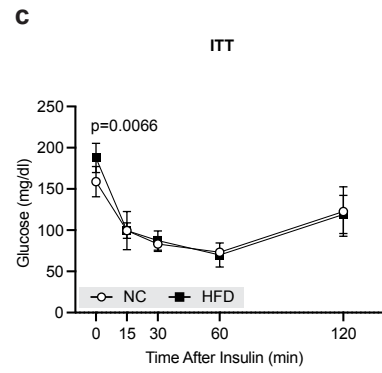 C
ITT
250
200
150
100
50
0
p=0.0066
Glucose (mg/dl)
NC HFD
0 15 30 60 120
Time After Insulin (min)